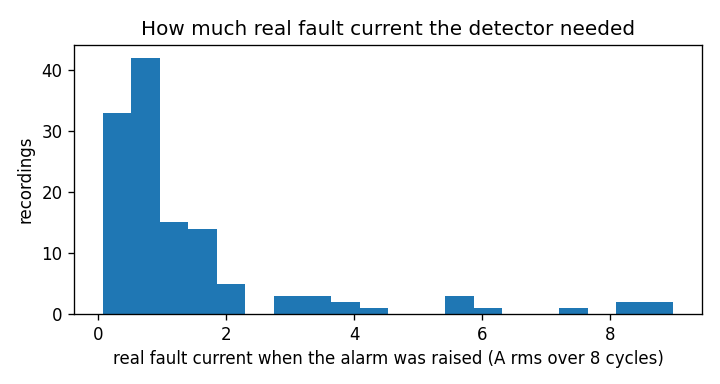 How much real fault current the detector needed
40
30
20
10
0
recordings
0 2 4 6 8
real fault current when the alarm was raised (A rms over 8 cycles)